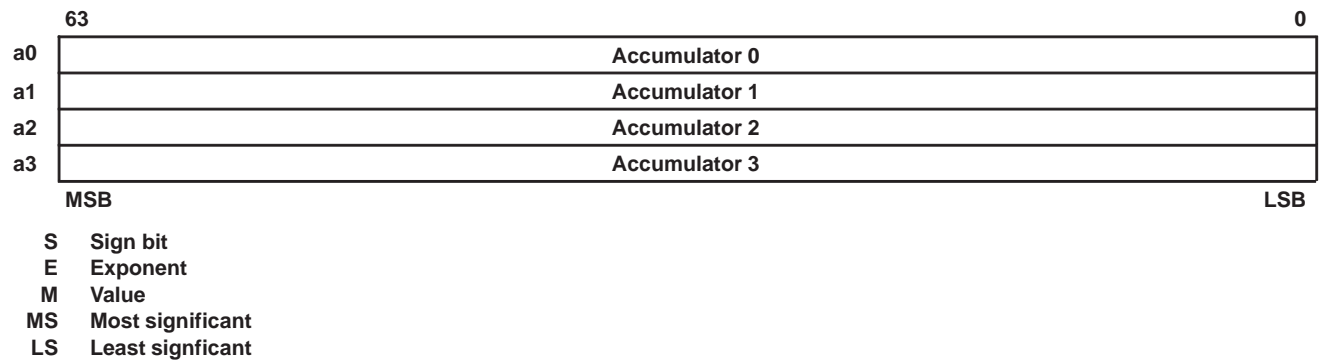 63 0
a0 Accumulator 0
a1 Accumulator 1
a2 Accumulator 2
a3 Accumulator 3
MSB LSB
S Sign bit
E Exponent
M Value
MS Most significant
LS Least signficant